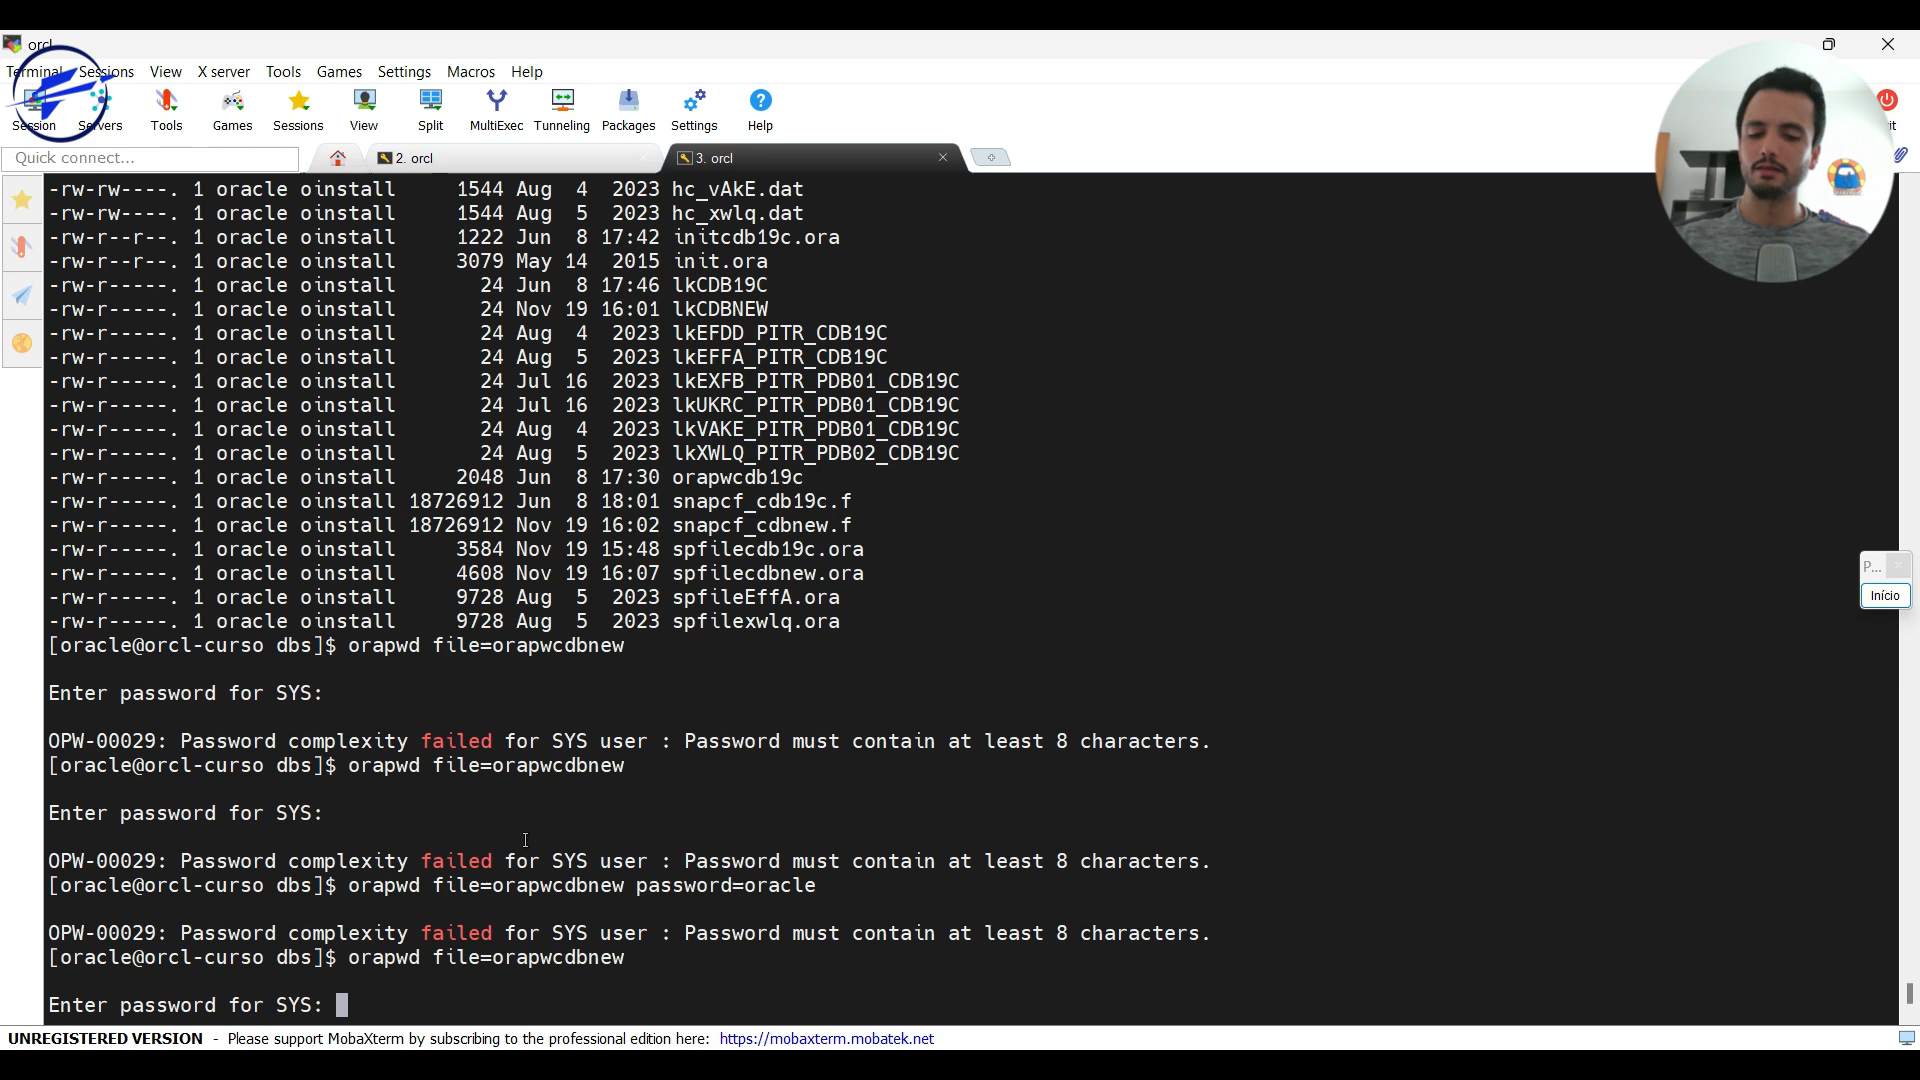 orcl
Terminal Sessions View X server Tools Games Settings Macros Help
Session Servers Tools Games Sessions View Split MultiExec Tunneling Packages Settings Help
Quick connect... 2. orcl 3. orcl
-rw-rw----. 1 oracle oinstall 1544 Aug 4 2023 hc_vAkE.dat
-rw-rw----. 1 oracle oinstall 1544 Aug 5 2023 hc_xwlq.dat
-rw-r--r--. 1 oracle oinstall 1222 Jun 8 17:42 initcdb19c.ora
-rw-r--r--. 1 oracle oinstall 3079 May 14 2015 init.ora
-rw-r-----. 1 oracle oinstall 24 Jun 8 17:46 lkCDB19C
-rw-r-----. 1 oracle oinstall 24 Nov 19 16:01 lkCDBNEW
-rw-r-----. 1 oracle oinstall 24 Aug 4 2023 lkEFDD_PITR_CDB19C
-rw-r-----. 1 oracle oinstall 24 Aug 5 2023 lkEFFA_PITR_CDB19C
-rw-r-----. 1 oracle oinstall 24 Jul 16 2023 lkEXFB_PITR_PDB01_CDB19C
-rw-r-----. 1 oracle oinstall 24 Jul 16 2023 lkUKRC_PITR_PDB01_CDB19C
-rw-r-----. 1 oracle oinstall 24 Aug 4 2023 lkVAKE_PITR_PDB01_CDB19C
-rw-r-----. 1 oracle oinstall 24 Aug 5 2023 lkXWLQ_PITR_PDB02_CDB19C
-rw-r-----. 1 oracle oinstall 2048 Jun 8 17:30 orapwcdb19c
-rw-r-----. 1 oracle oinstall 18726912 Jun 8 18:01 snapcf_cdb19c.f
-rw-r-----. 1 oracle oinstall 18726912 Nov 19 16:02 snapcf_cdbnew.f
-rw-r-----. 1 oracle oinstall 3584 Nov 19 15:48 spfilecdb19c.ora
-rw-r-----. 1 oracle oinstall 4608 Nov 19 16:07 spfilecdbnew.ora
-rw-r-----. 1 oracle oinstall 9728 Aug 5 2023 spfileEffA.ora
-rw-r-----. 1 oracle oinstall 9728 Aug 5 2023 spfilexwlq.ora
[oracle@orcl-curso dbs]$ orapwd file=orapwcdbnew
Enter password for SYS:
OPW-00029: Password complexity failed for SYS user : Password must contain at least 8 characters.
[oracle@orcl-curso dbs]$ orapwd file=orapwcdbnew
Enter password for SYS:
OPW-00029: Password complexity failed for SYS user : Password must contain at least 8 characters.
[oracle@orcl-curso dbs]$ orapwd file=orapwcdbnew password=oracle
OPW-00029: Password complexity failed for SYS user : Password must contain at least 8 characters.
[oracle@orcl-curso dbs]$ orapwd file=orapwcdbnew
Enter password for SYS:
P...
Início
UNREGISTERED VERSION - Please support MobaXterm by subscribing to the professional edition here: https://mobaxterm.mobatek.net